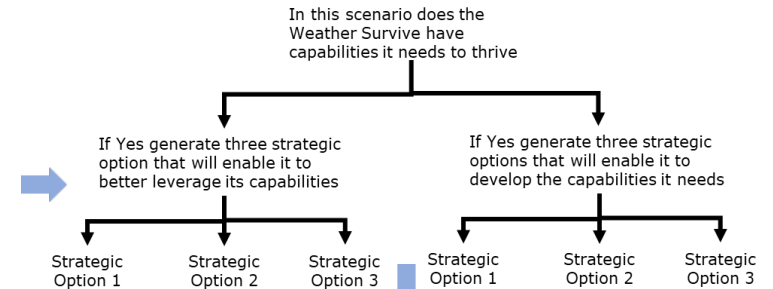 In this scenario does the
Weather Survive have
capabilities it needs to thrive
If Yes generate three strategic
option that will enable it to
better leverage its capabilities
If Yes generate three strategic
options that will enable it to
develop the capabilities it needs
Strategic
Option 1
Strategic
Option 2
Strategic
Option 3
Strategic
Option 1
Strategic
Option 2
Strategic
Option 3